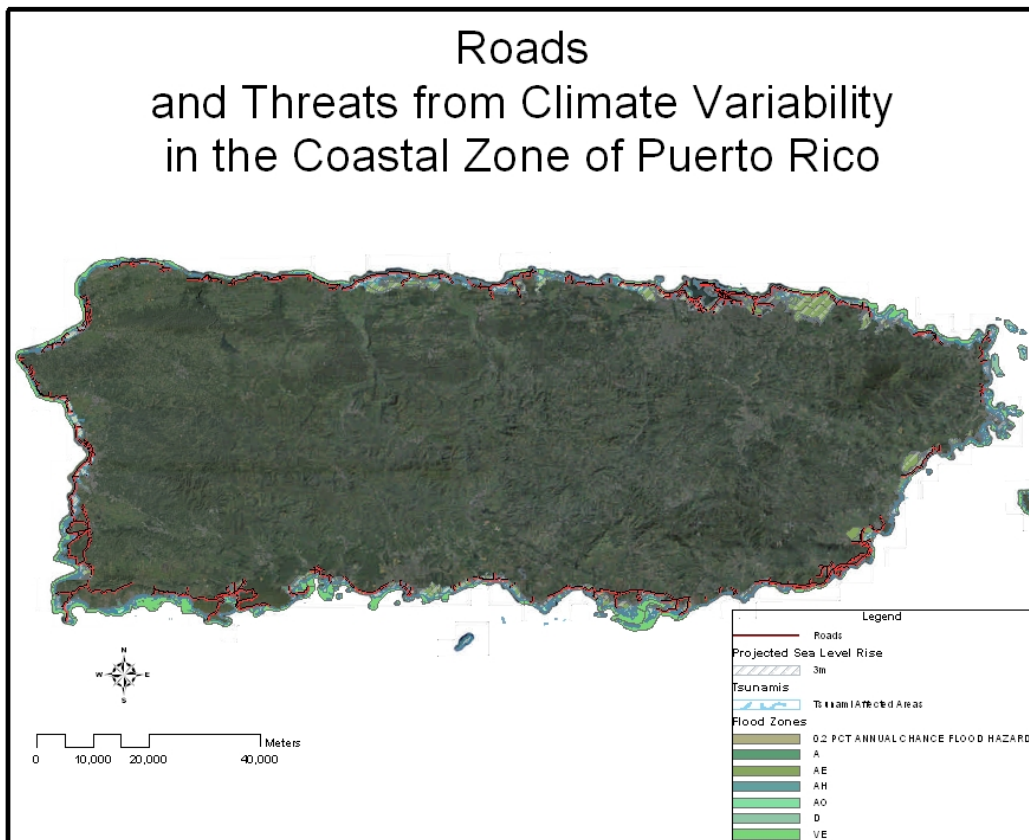 Roads
and Threats from Climate Variability
in the Coastal Zone of Puerto Rico
N
W E
S
Meters
0 10,000 20,000 40,000
Legend
Roads
Projected Sea Level Rise
3m
Tsunamis
Tsunami Affected Areas
Flood Zones
0.2 PCT ANNUAL CHANCE FLOOD HAZARD
A
AE
AH
AO
D
VE